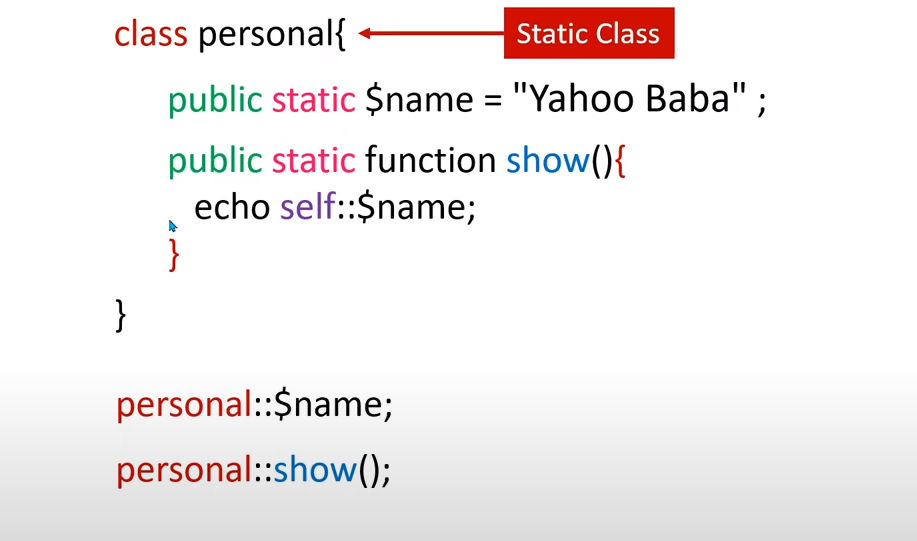 class personal{
Static Class
public static $name = "Yahoo Baba" ;
public static function show(){
echo self::$name;
}
}
personal::$name;
personal::show();